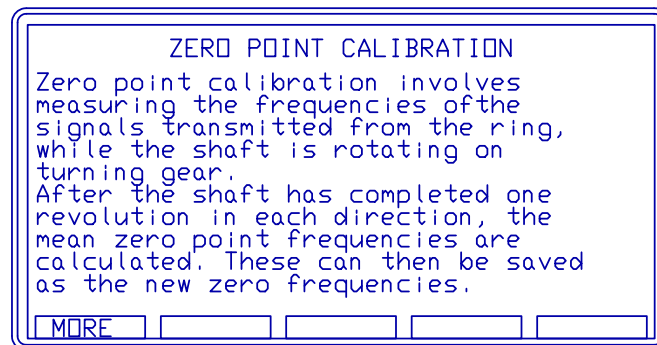 ZERO POINT CALIBRATION
Zero point calibration involves
measuring the frequencies ofthe
signals transmitted from the ring,
while the shaft is rotating on
turning gear.
After the shaft has completed one
revolution in each direction, the
mean zero point frequencies are
calculated. These can then be saved
as the new zero frequencies.
MORE